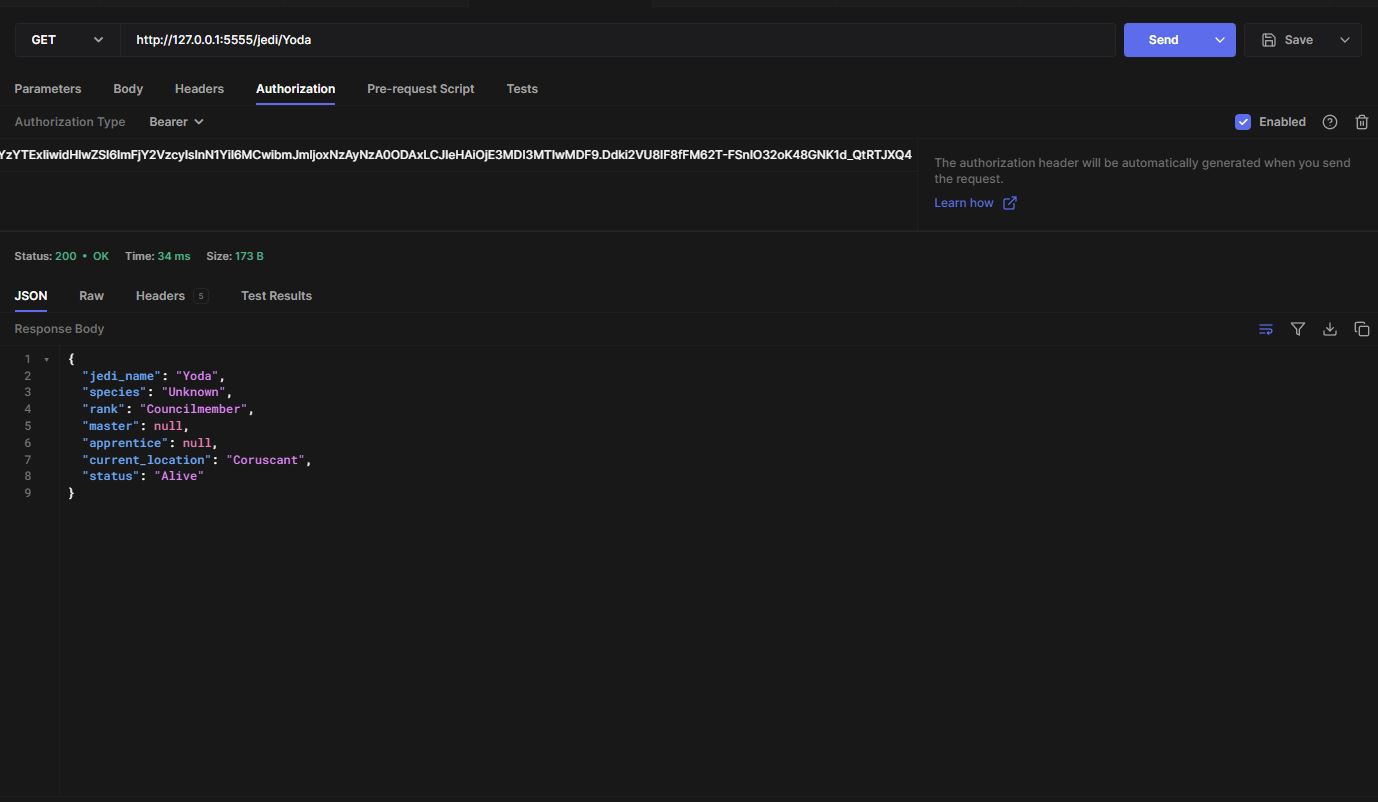 GET
http://127.0.0.1:5555/jedi/Yoda
Send
Save
Parameters
Body
Headers
Authorization
Pre-request Script
Tests
Authorization Type
Bearer
Enabled
The authorization header will be automatically generated when you send
the request.
Learn how
Status: 200 • OK
Time: 34 ms
Size: 173 B
JSON
Raw
Headers 5
Test Results
Response Body
1 {
2 "jedi_name": "Yoda",
3 "species": "Unknown",
4 "rank": "Councilmember",
5 "master": null,
6 "apprentice": null,
7 "current_location": "Coruscant",
8 "status": "Alive"
9 }